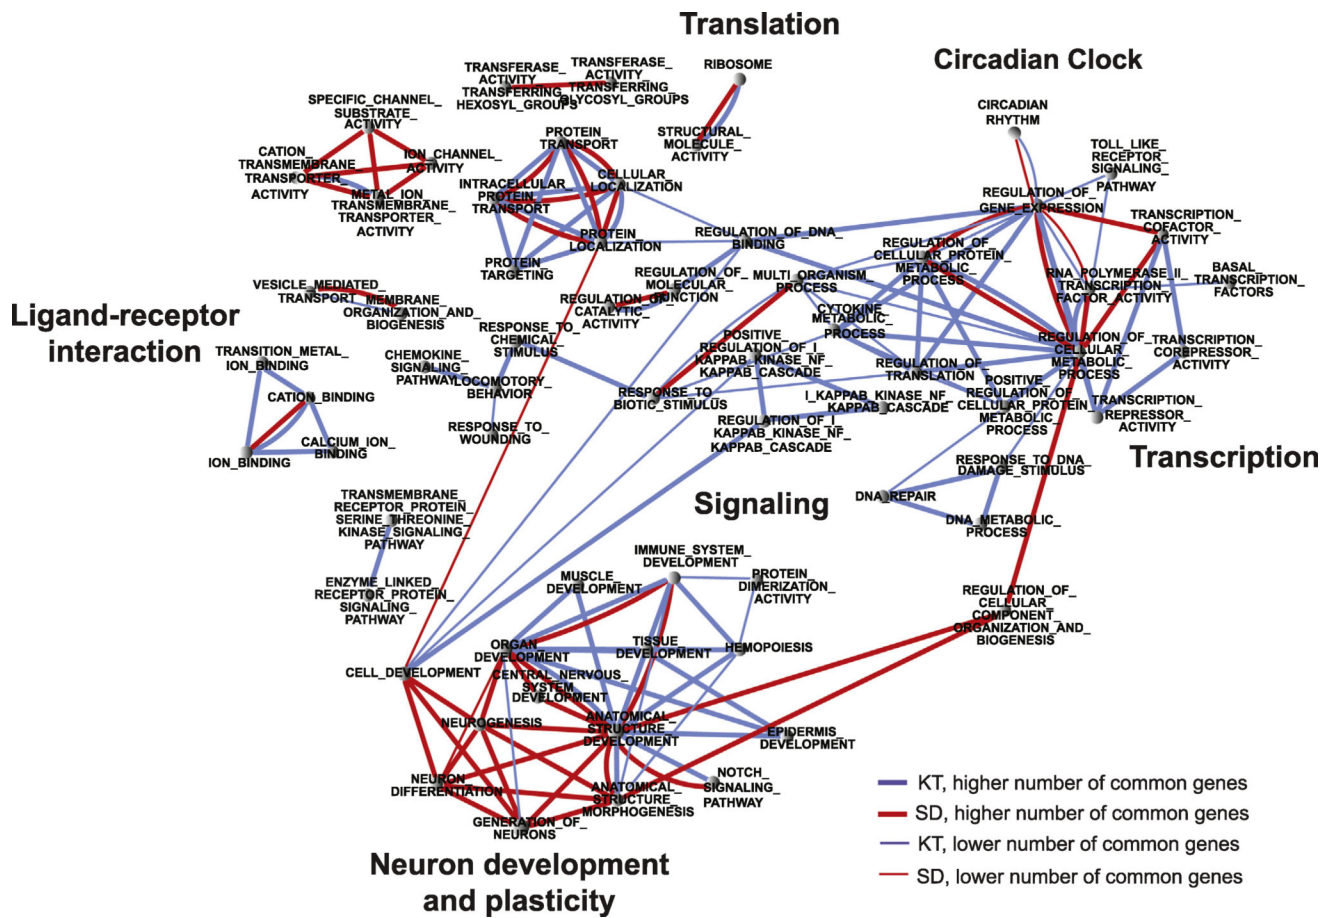 Translation
Circadian Clock
TRANSFERASE_
ACTIVITY_
TRANSFERRING_
HEXOSYL_GROUPS
TRANSFERASE_
ACTIVITY_
TRANSFERRING_
GLYCOSYL_GROUPS
RIBOSOME
STRUCTURAL_
MOLECULE_
ACTIVITY
SPECIFIC_CHANNEL_
SUBSTRATE_
ACTIVITY
CATION_
TRANSMEMBRANE_
TRANSPORTER_
ACTIVITY
ION_CHANNEL_
ACTIVITY
METAL_ION_
TRANSMEMBRANE_
TRANSPORTER_
ACTIVITY
PROTEIN_
TRANSPORT
CELLULAR_
LOCALIZATION
INTRACELLULAR_
PROTEIN_
TRANSPORT
PROTEIN_
LOCALIZATION
PROTEIN_
TARGETING
CIRCADIAN
RHYTHM
TOLL_LIKE_
RECEPTOR_
SIGNALING_
PATHWAY
REGULATION_OF_
GENE_EXPRESSION
TRANSCRIPTION_
COFACTOR_
ACTIVITY
REGULATION_OF_DNA_
BINDING
REGULATION_OF_
CELLULAR_PROTEIN_
METABOLIC_
PROCESS
RNA_POLYMERASE_II_
TRANSCRIPTION_
FACTOR_ACTIVITY
BASAL_
TRANSCRIPTION_
FACTORS
VESICLE_MEDIATED_
TRANSPORT
MEMBRANE_
ORGANIZATION_AND_
BIOGENESIS
REGULATION_OF_
MOLECULAR_
FUNCTION
REGULATION_OF_
CATALYTIC_
ACTIVITY
MULTI_ORGANISM_
PROCESS
CYTOKINE_
METABOLIC_
PROCESS
Ligand-receptor
interaction
RESPONSE_TO_
CHEMICAL_
STIMULUS
CHEMOKINE_
SIGNALING_
PATHWAY
LOCOMOTORY_
BEHAVIOR
RESPONSE_TO_
WOUNDING
POSITIVE_
REGULATION_OF_I_
KAPPAB_KINASE_NF_
KAPPAB_CASCADE
REGULATION_OF_
TRANSLATION
REGULATION_OF_
CELLULAR_
METABOLIC_
PROCESS
TRANSCRIPTION_
COREPRESSOR_
ACTIVITY
TRANSITION_METAL_
ION_BINDING
CATION_BINDING
CALCIUM_ION_
BINDING
ION_BINDING
RESPONSE_TO_
BIOTIC_STIMULUS
I_KAPPAB_KINASE_NF_
KAPPAB_CASCADE
REGULATION_OF_I_
KAPPAB_KINASE_NF_
KAPPAB_CASCADE
POSITIVE_
REGULATION_OF_
CELLULAR_PROTEIN_
METABOLIC_
PROCESS
TRANSCRIPTION_
REPRESSOR_
ACTIVITY
Transcription
RESPONSE_TO_DNA_
DAMAGE_STIMULUS
DNA_REPAIR
DNA_METABOLIC_
PROCESS
Signaling
TRANSMEMBRANE_
RECEPTOR_PROTEIN_
SERINE_THREONINE_
KINASE_SIGNALING_
PATHWAY
ENZYME_LINKED_
RECEPTOR_PROTEIN_
SIGNALING_
PATHWAY
IMMUNE_SYSTEM_
DEVELOPMENT
MUSCLE_
DEVELOPMENT
PROTEIN_
DIMERIZATION_
ACTIVITY
REGULATION_OF_
CELLULAR_
COMPONENT_
ORGANIZATION_AND_
BIOGENESIS
ORGAN_
DEVELOPMENT
TISSUE_
DEVELOPMENT
HEMOPOIESIS
CELL_DEVELOPMENT
CENTRAL_NERVOUS_
SYSTEM_
DEVELOPMENT
NEUROGENESIS
ANATOMICAL_
STRUCTURE_
DEVELOPMENT
EPIDERMIS_
DEVELOPMENT
NEURON_
DIFFERENTIATION
ANATOMICAL_
STRUCTURE_
MORPHOGENESIS
NOTCH_
SIGNALING_
PATHWAY
GENERATION_OF_
NEURONS
Neuron development
and plasticity
KT, higher number of common genes
SD, higher number of common genes
KT, lower number of common genes
SD, lower number of common genes